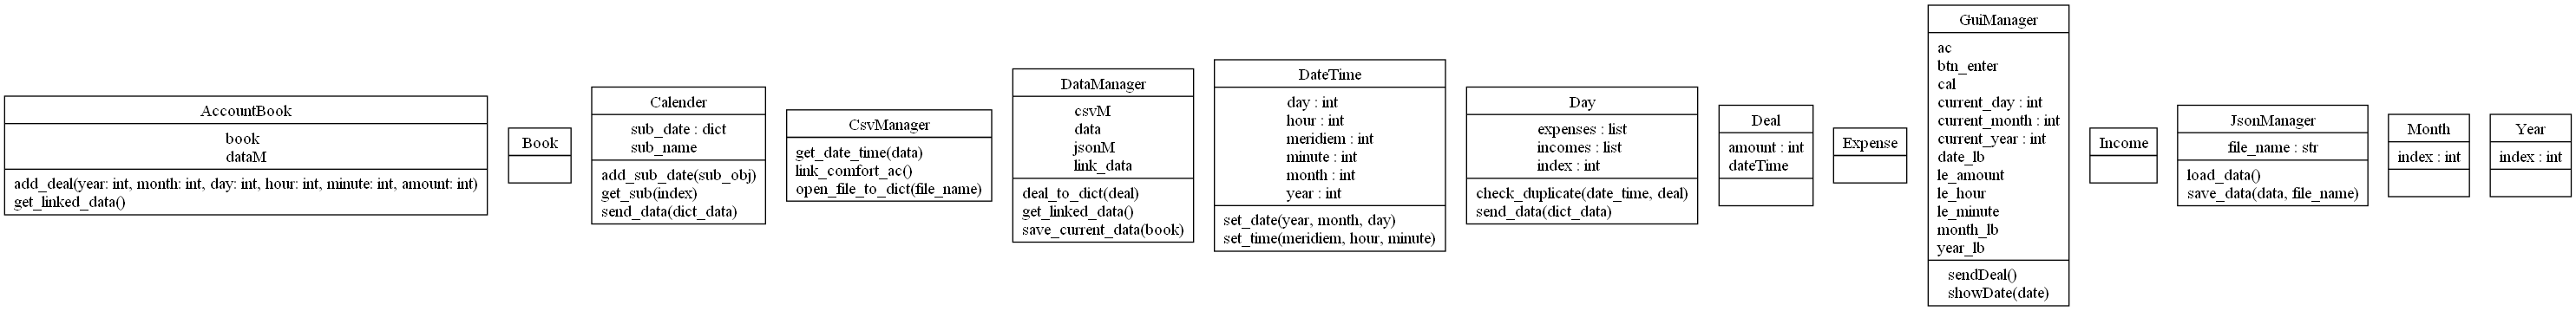 AccountBook
book
dataM
add_deal(year: int, month: int, day: int, hour: int, minute: int, amount: int)
get_linked_data()
Book
Calender
sub_date : dict
sub_name
add_sub_date(sub_obj)
get_sub(index)
send_data(dict_data)
CsvManager
get_date_time(data)
link_comfort_ac()
open_file_to_dict(file_name)
DataManager
csvM
data
jsonM
link_data
deal_to_dict(deal)
get_linked_data()
save_current_data(book)
DateTime
day : int
hour : int
meridiem : int
minute : int
month : int
year : int
set_date(year, month, day)
set_time(meridiem, hour, minute)
Day
expenses : list
incomes : list
index : int
check_duplicate(date_time, deal)
send_data(dict_data)
Deal
amount : int
dateTime
Expense
GuiManager
ac
btn_enter
cal
current_day : int
current_month : int
current_year : int
date_lb
le_amount
le_hour
le_minute
month_lb
year_lb
sendDeal()
showDate(date)
Income
JsonManager
file_name : str
load_data()
save_data(data, file_name)
Month
index : int
Year
index : int